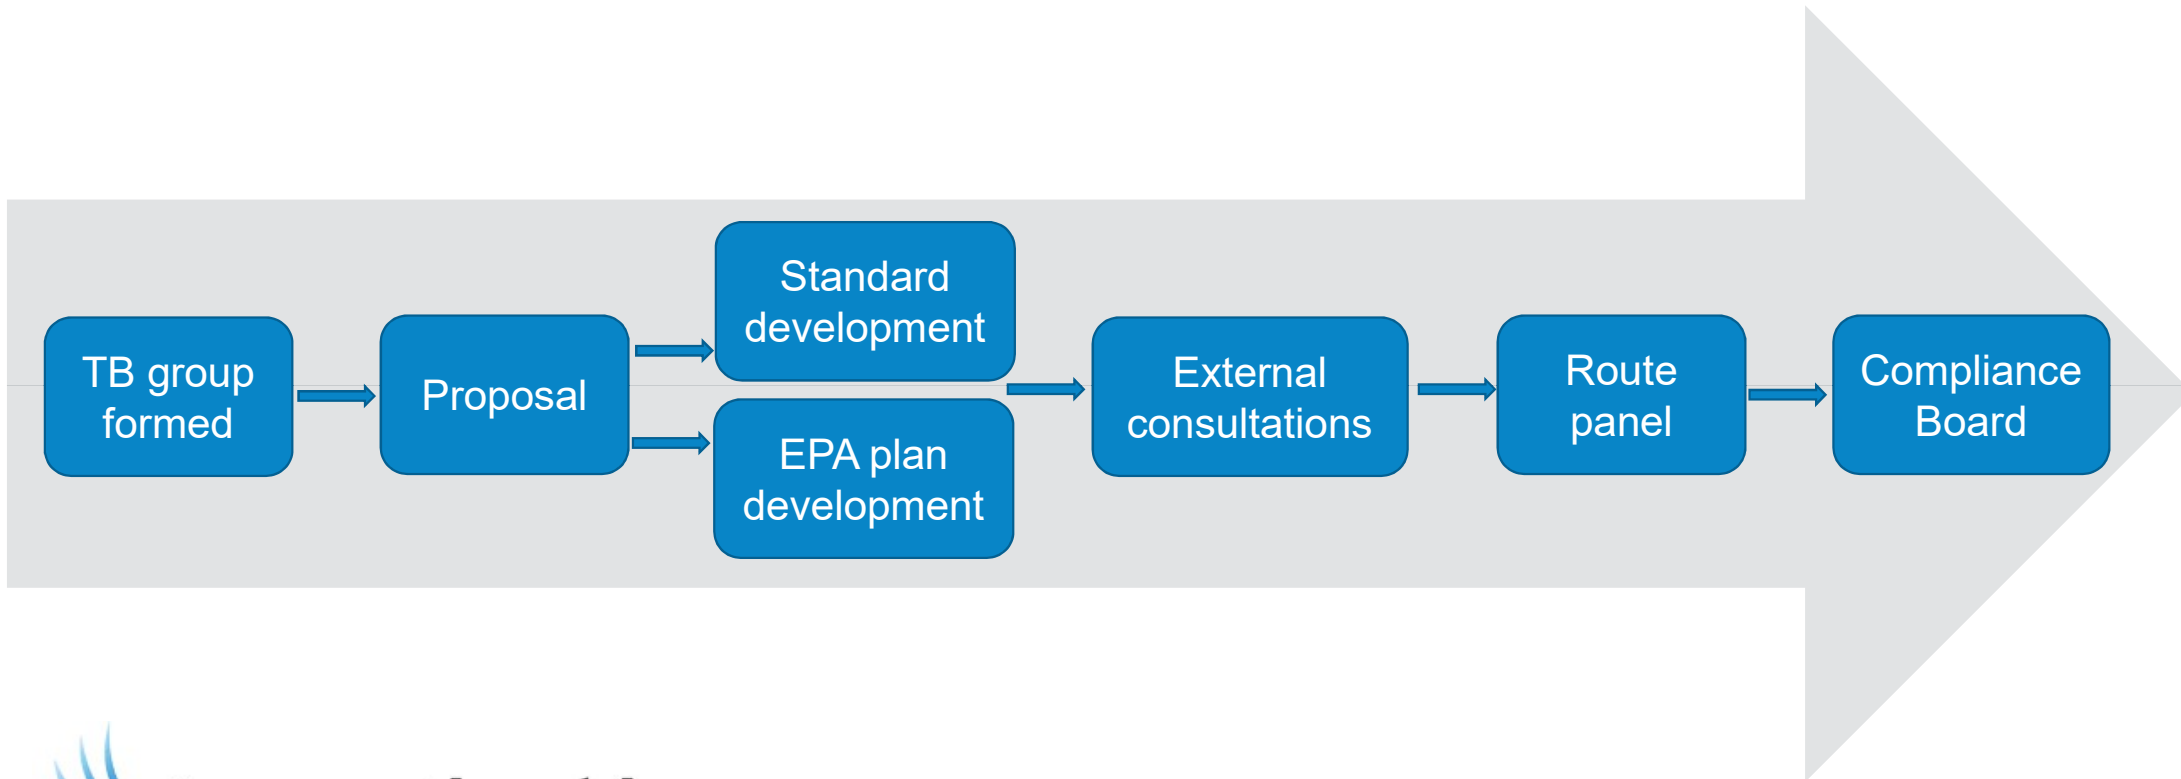 TB group
formed
Proposal
Standard
development
EPA plan
development
External
consultations
Route
panel
Compliance
Board